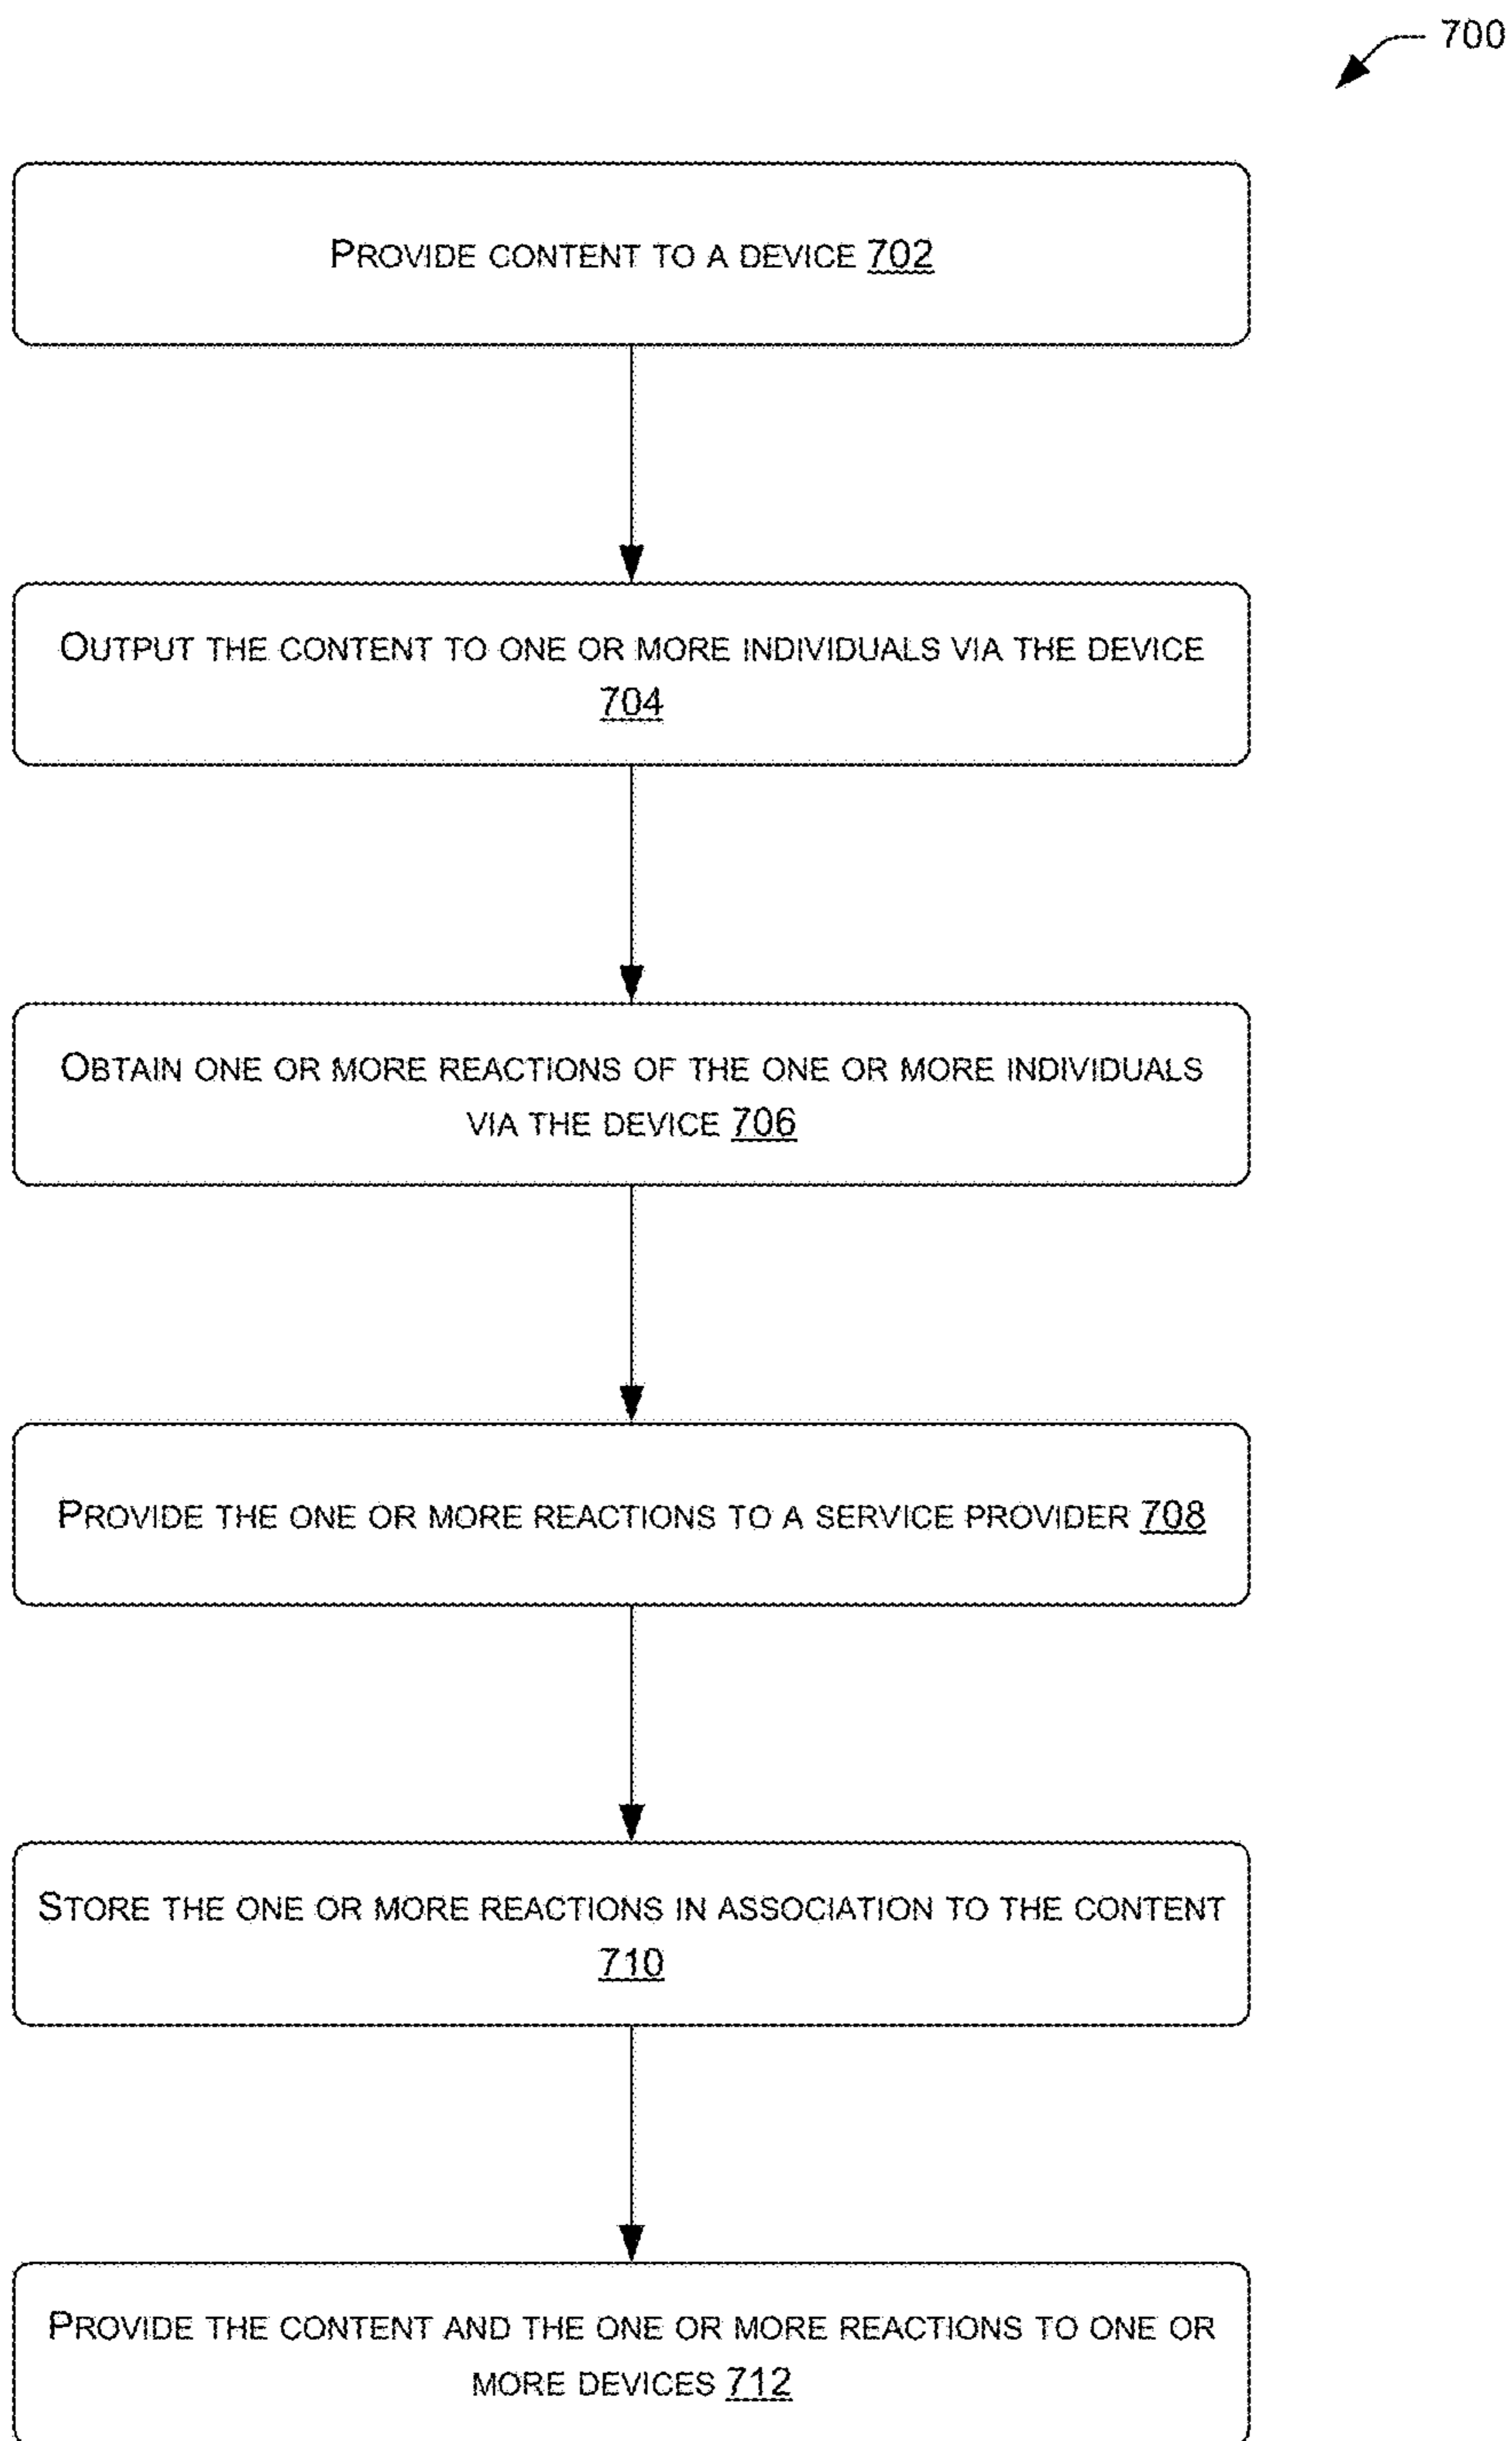 700
PROVIDE CONTENT TO A DEVICE 702
OUTPUT THE CONTENT TO ONE OR MORE INDIVIDUALS VIA THE DEVICE
704
OBTAIN ONE OR MORE REACTIONS OF THE ONE OR MORE INDIVIDUALS
VIA THE DEVICE 706
PROVIDE THE ONE OR MORE REACTIONS TO A SERVICE PROVIDER 708
STORE THE ONE OR MORE REACTIONS IN ASSOCIATION TO THE CONTENT
710
PROVIDE THE CONTENT AND THE ONE OR MORE REACTIONS TO ONE OR
MORE DEVICES 712